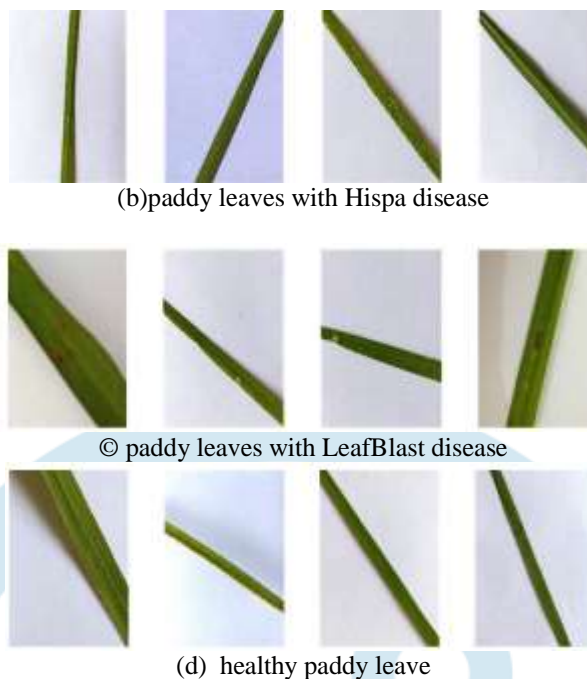 (b)paddy leaves with Hispa disease
© paddy leaves with LeafBlast disease
(d) healthy paddy leave